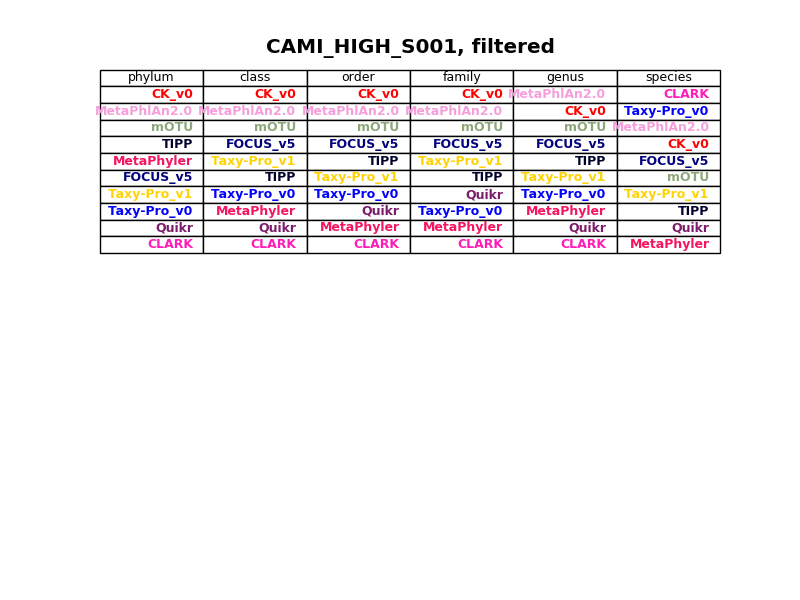 CAMI_HIGH_S001, filtered
phylum class order family genus species
CK_v0 CK_v0 CK_v0 CK_v0 MetaPhlAn2.0 CLARK
MetaPhlAn2.0 MetaPhlAn2.0 MetaPhlAn2.0 MetaPhlAn2.0 CK_v0 Taxy-Pro_v0
mOTU mOTU mOTU mOTU mOTU MetaPhlAn2.0
TIPP FOCUS_v5 FOCUS_v5 FOCUS_v5 FOCUS_v5 CK_v0
MetaPhyler Taxy-Pro_v1 TIPP Taxy-Pro_v1 TIPP FOCUS_v5
FOCUS_v5 TIPP Taxy-Pro_v1 TIPP Taxy-Pro_v1 mOTU
Taxy-Pro_v1 Taxy-Pro_v0 Taxy-Pro_v0 Quikr Taxy-Pro_v0 Taxy-Pro_v1
Taxy-Pro_v0 MetaPhyler Quikr Taxy-Pro_v0 MetaPhyler TIPP
Quikr Quikr MetaPhyler MetaPhyler Quikr Quikr
CLARK CLARK CLARK CLARK CLARK MetaPhyler